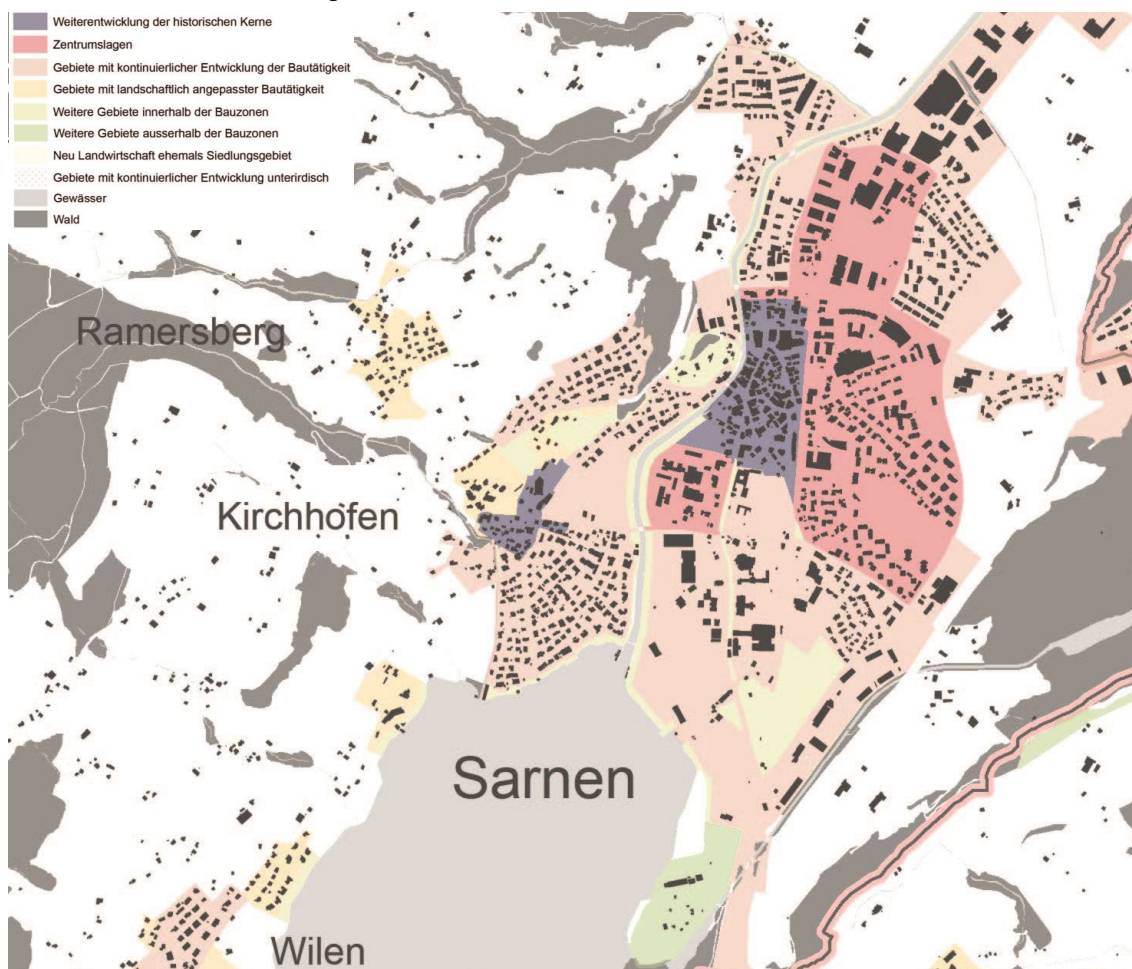 Weiterentwicklung der historischen Kerne
Zentrumslagen
Gebiete mit kontinuierlicher Entwicklung der Bautätigkeit
Gebiete mit landschaftlich angepasster Bautätigkeit
Weitere Gebiete innerhalb der Bauzonen
Weitere Gebiete ausserhalb der Bauzonen
Neu Landwirtschaft ehemals Siedlungsgebiet
Gebiete mit kontinuierlicher Entwicklung unterirdisch
Gewässer
Wald
Ramersberg
Kirchhofen
Sarnen
Wilen